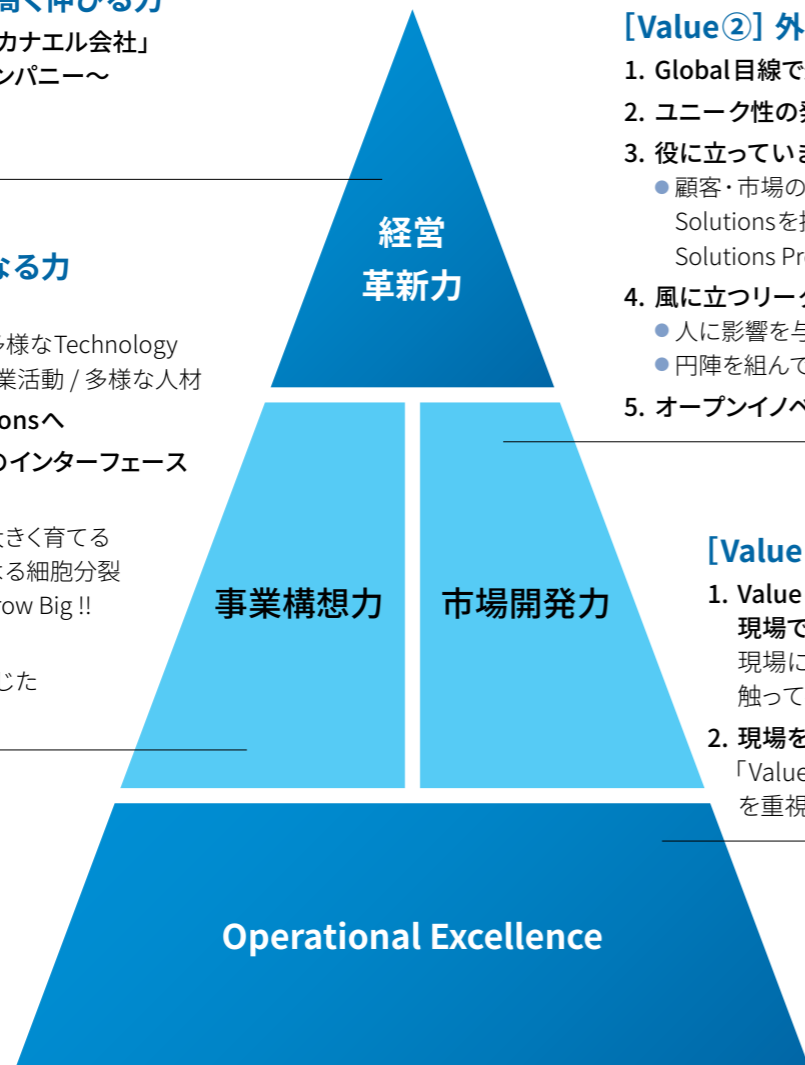 高く伸びる力
カナエル会社」
ンパニー～
なる力
多様なTechnology
業活動 / 多様な人材
onsへ
のインターフェース
大きく育てる
よる細胞分裂
row Big !!
じた
経営
革新力
事業構想力
市場開発力
Operational Excellence
［Value②］外
1. Global目線で
2. ユニーク性の発
3. 役に立っていま
● 顧客・市場の
Solutionsを
Solutions Pr
4. 風に立つリーダ
● 人に影響を与
● 円陣を組んで
5. オープンイノベ
［Value
1. Value
現場で
現場に
触って
2. 現場を
「Value
を重視